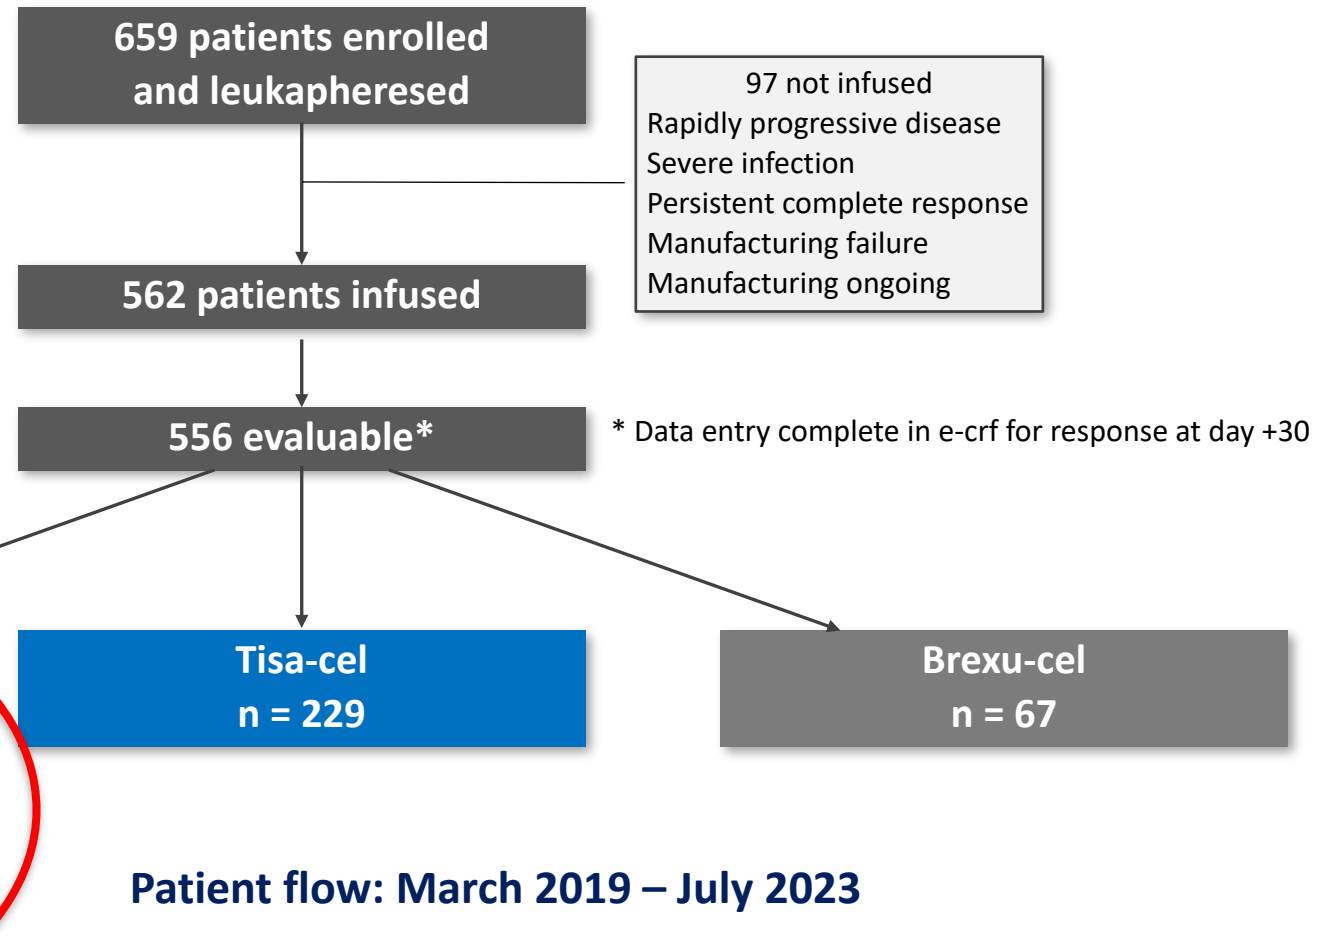 659 patients enrolled
and leukapheresed
97 not infused
Rapidly progressive disease
Severe infection
Persistent complete response
Manufacturing failure
Manufacturing ongoing
562 patients infused
556 evaluable*
* Data entry complete in e-crf for response at day +30
Tisa-cel
n = 229
Brexu-cel
n = 67
Patient flow: March 2019 – July 2023